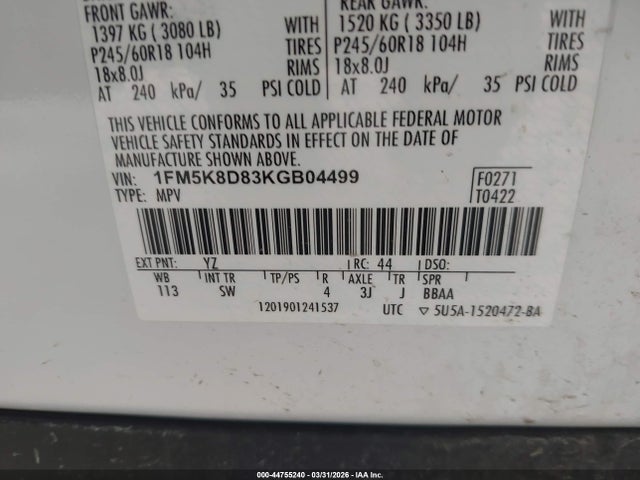 FRONT GAWR: REAR GAWR:
1397 KG ( 3080 LB) WITH 1520 KG ( 3350 LB) WITH
P245/60R18 104H TIRES P245/60R18 104H TIRES
18x8.0J RIMS 18x8.0J RIMS
AT 240 kPa/ 35 PSI COLD AT 240 kPa/ 35 PSI COLD
THIS VEHICLE CONFORMS TO ALL APPLICABLE FEDERAL MOTOR
VEHICLE SAFETY STANDARDS IN EFFECT ON THE DATE OF
MANUFACTURE SHOWN ABOVE.
VIN: 1FM5K8D83KGB04499 F0271
TYPE: MPV T0422
EXT PNT: YZ RC: 44 DSO:
WB INT TR TP/PS R AXLE TR SPR
113 SW 4 3J J BBAA
1201901241537 UTC ▽ 5U5A-1520472-BA
000-44755240 - 03/31/2026 - IAA Inc.